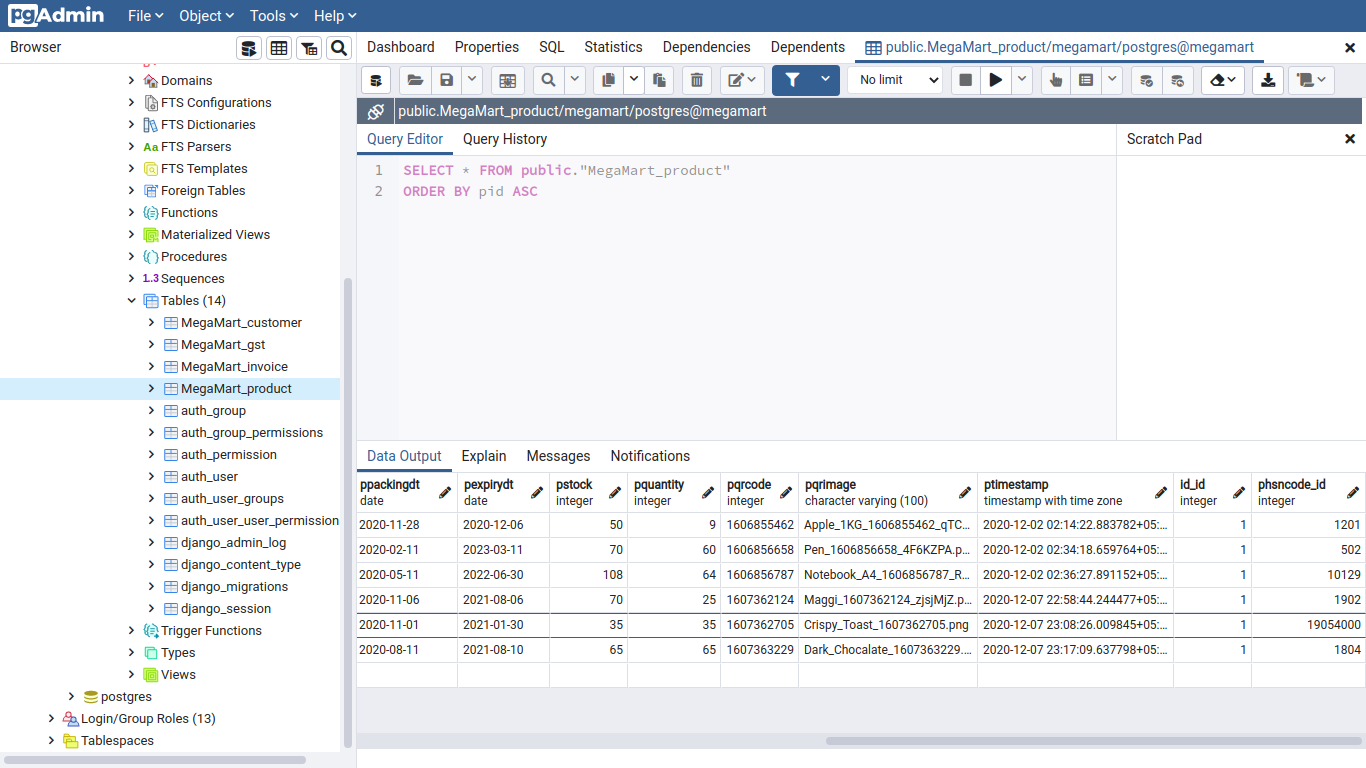 pgAdmin File Object Tools Help
Browser
Dashboard Properties SQL Statistics Dependencies Dependents public.MegaMart_product/megamart/postgres@megamart
Domains
FTS Configurations
FTS Dictionaries
Aa FTS Parsers
FTS Templates
Foreign Tables
Functions
Materialized Views
Procedures
1..3 Sequences
Tables (14)
MegaMart_customer
MegaMart_gst
MegaMart_invoice
MegaMart_product
auth_group
auth_group_permissions
auth_permission
auth_user
auth_user_groups
auth_user_user_permission
django_admin_log
django_content_type
django_migrations
django_session
Trigger Functions
Types
Views
postgres
Login/Group Roles (13)
Tablespaces
No limit
public.MegaMart_product/megamart/postgres@megamart
Query Editor Query History
Scratch Pad
1 SELECT * FROM public."MegaMart_product"
2 ORDER BY pid ASC
Data Output Explain Messages Notifications
ppackingdt pexpirydt pstock pquantity pqrcode pqrimage ptimestamp id_id phsncode_id
date date integer integer integer character varying (100) timestamp with time zone integer integer
2020-11-28 2020-12-06 50 9 1606855462 Apple_1KG_1606855462_qTC... 2020-12-02 02:14:22.883782+05:... 1 1201
2020-02-11 2023-03-11 70 60 1606856658 Pen_1606856658_4F6KZPA.p... 2020-12-02 02:34:18.659764+05:... 1 502
2020-05-11 2022-06-30 108 64 1606856787 Notebook_A4_1606856787_R... 2020-12-02 02:36:27.891152+05:... 1 10129
2020-11-06 2021-08-06 70 25 1607362124 Maggi_1607362124_zjsjMjZ.p... 2020-12-07 22:58:44.244477+05:... 1 1902
2020-11-01 2021-01-30 35 35 1607362705 Crispy_Toast_1607362705.png 2020-12-07 23:08:26.009845+05:... 1 19054000
2020-08-11 2021-08-10 65 65 1607363229 Dark_Chocalate_1607363229.... 2020-12-07 23:17:09.637798+05:... 1 1804